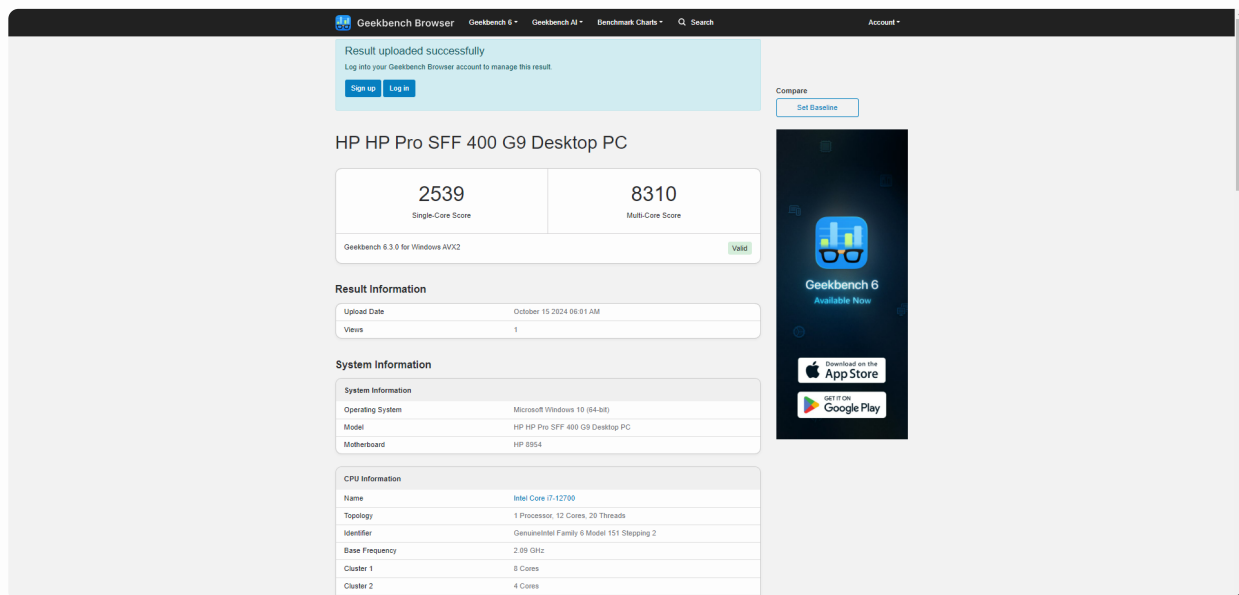 Geekbench Browser Geekbench 6 Geekbench AI Benchmark Charts Search Account
Result uploaded successfully
Log into your Geekbench Browser account to manage this result.
Sign up Log in
Compare
Set Baseline
HP HP Pro SFF 400 G9 Desktop PC
2539 8310
Single-Core Score Multi-Core Score
Geekbench 6.3.0 for Windows AVX2 Valid
Result Information
Upload Date October 15 2024 06:01 AM
Views 1
System Information
System Information
Operating System Microsoft Windows 10 (64-bit)
Model HP HP Pro SFF 400 G9 Desktop PC
Motherboard HP 8954
CPU Information
Name Intel Core i7-12700
Topology 1 Processor, 12 Cores, 20 Threads
Identifier GenuineIntel Family 6 Model 151 Stepping 2
Base Frequency 2.09 GHz
Cluster 1 8 Cores
Cluster 2 4 Cores
Geekbench 6
Available Now
Download on the
App Store
GET IT ON
Google Play